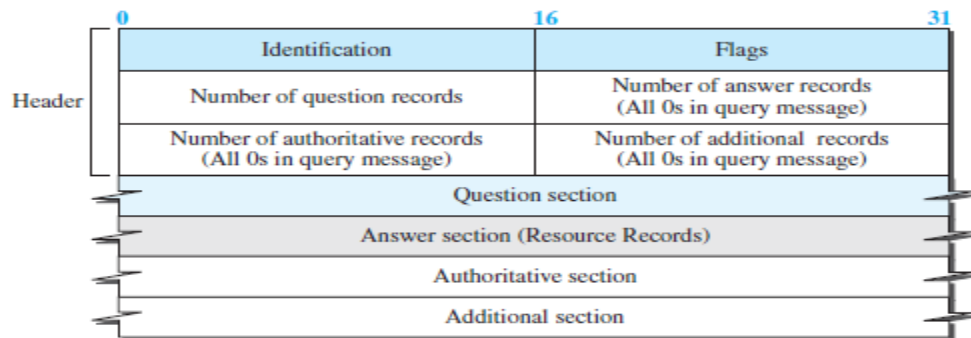 0 16 31
Identification Flags
Header
Number of question records
Number of answer records
(All 0s in query message)
Number of authoritative records
(All 0s in query message)
Number of additional records
(All 0s in query message)
Question section
Answer section (Resource Records)
Authoritative section
Additional section